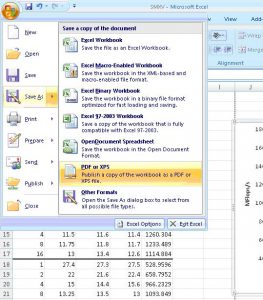 SMXV - Microsoft Excel
New
Open
Save
Save As
Print
Prepare
Send
Publish
Close
Save a copy of the document
Excel Workbook
Save the file as an Excel Workbook.
Excel Macro-Enabled Workbook
Save the workbook in the XML-based and
macro-enabled file format.
Excel Binary Workbook
Save the workbook in a binary file format
optimized for fast loading and saving.
Excel 97-2003 Workbook
Save a copy of the workbook that is fully
compatible with Excel 97-2003.
OpenDocument Spreadsheet
Save the workbook in the Open Document
Format.
PDF or XPS
Publish a copy of the workbook as a PDF or
XPS file.
Other Formats
Open the Save As dialog box to select from
all possible file types.
Excel Options
Exit Excel
View
Wrap
Merge
Alignment
MFlops/s
15 4 11.5 11.6 11.4 1260.304
16 8 11.75 11.8 11.7 1233.489
17 16 13 13.4 12.6 1114.884
18 1 27.4 27.3 27.5 528.9596
19 2 22 21.6 22.4 658.7952
20 4 15 14.4 15.6 966.2329
21 8 13.25 13.5 13 1093.849